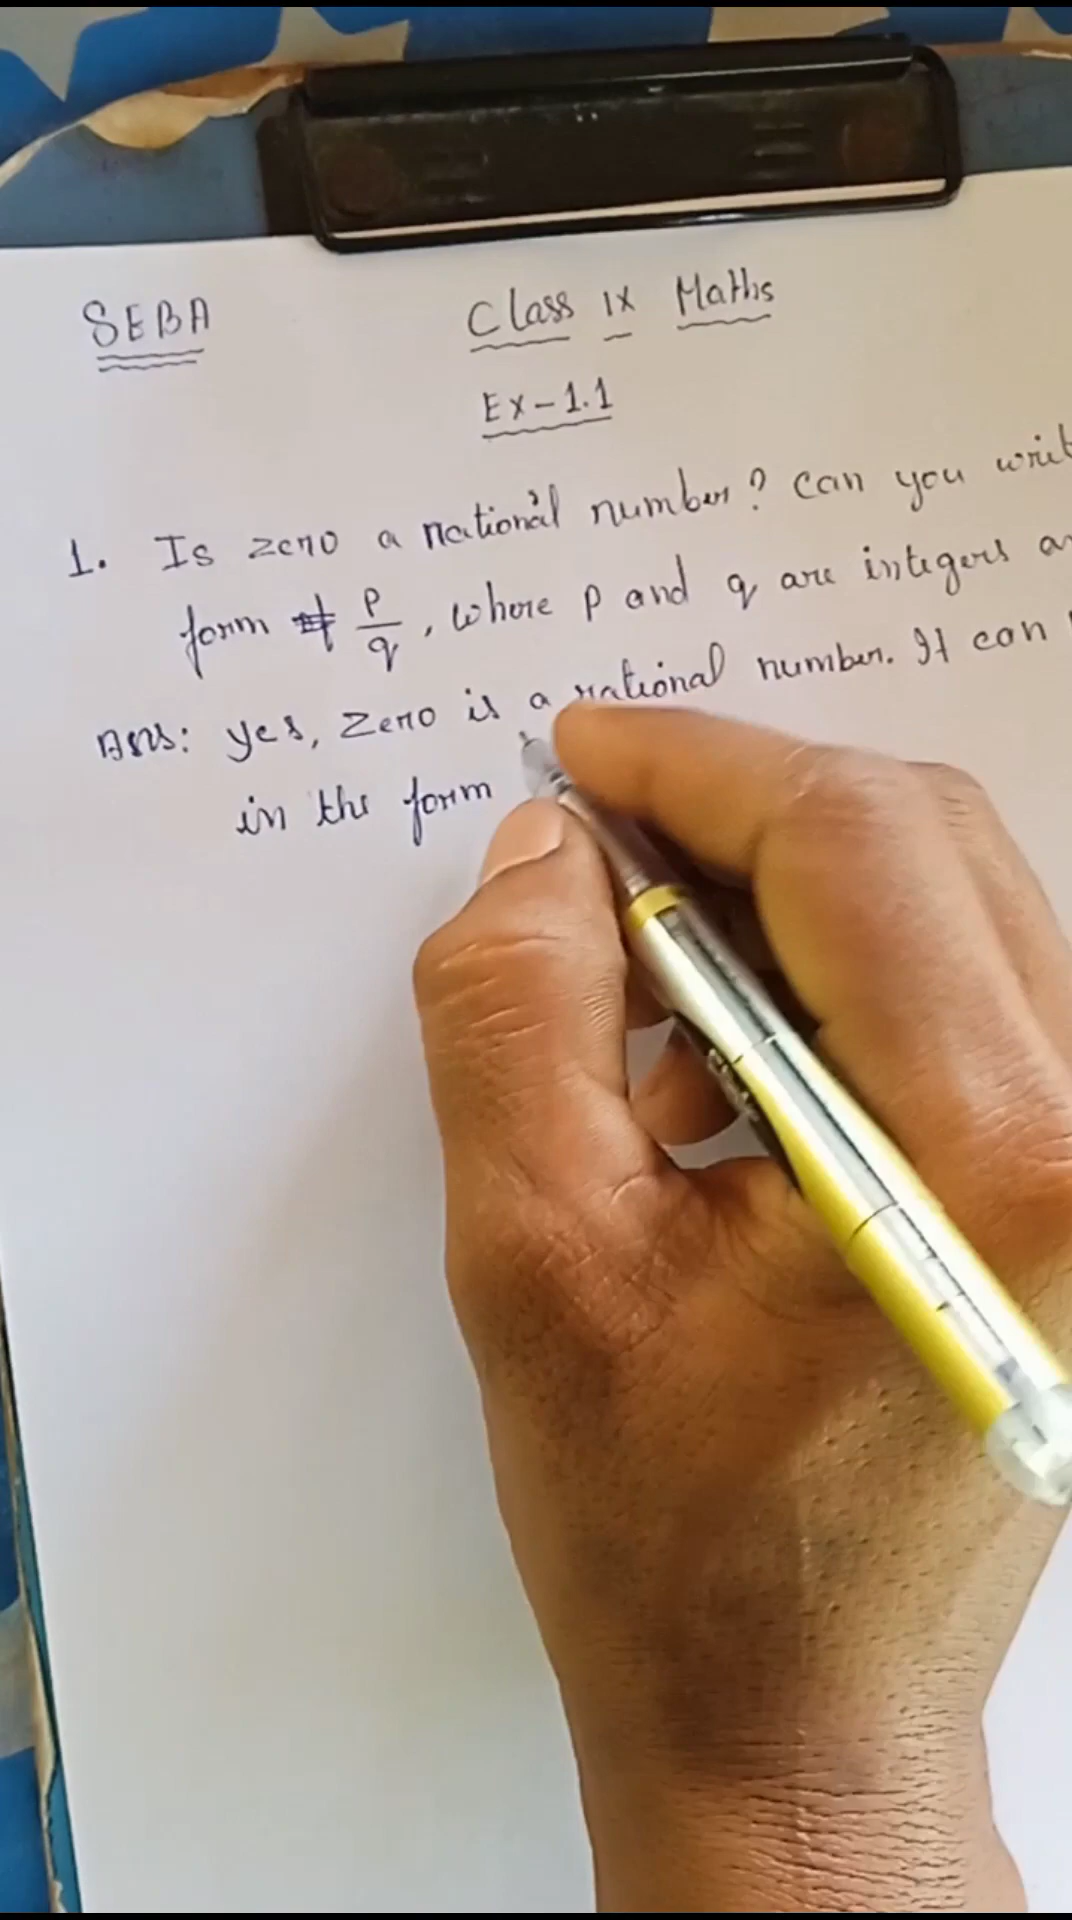 SEBA
Class IX Maths
Ex-1.1
1. Is zero a rational number? Can you writ
form p/q, where p and q are integers a
Ans: yes, zero is a rational number. It can
in the form